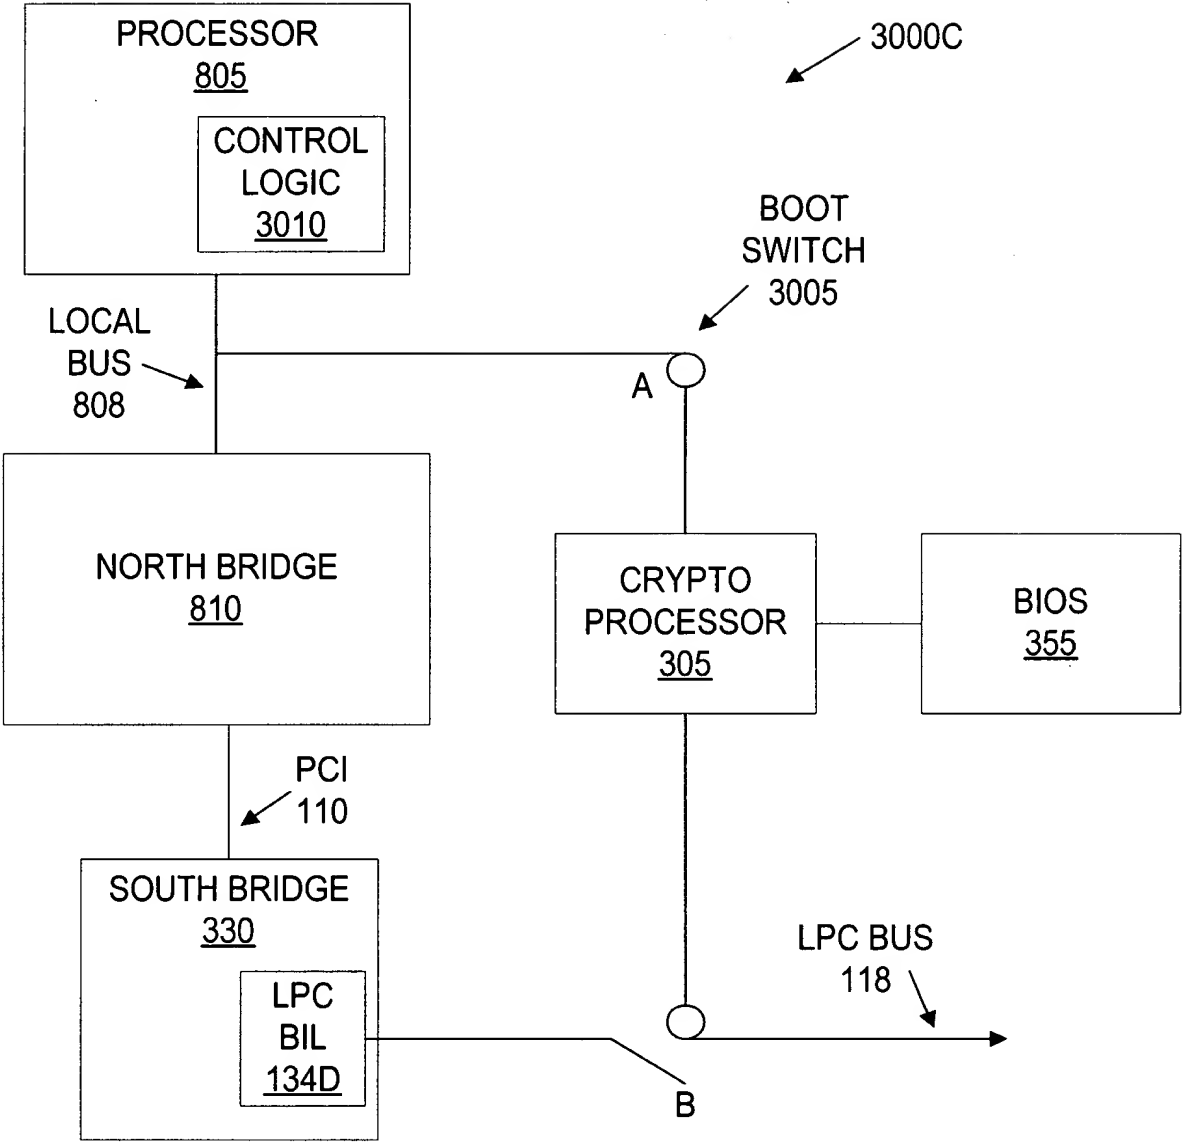 PROCESSOR
805
CONTROL
LOGIC
3010
3000C
BOOT
SWITCH
3005
LOCAL
BUS
808
A
NORTH BRIDGE
810
CRYPTO
PROCESSOR
305
BIOS
355
PCI
110
SOUTH BRIDGE
330
LPC
BIL
134D
LPC BUS
118
B